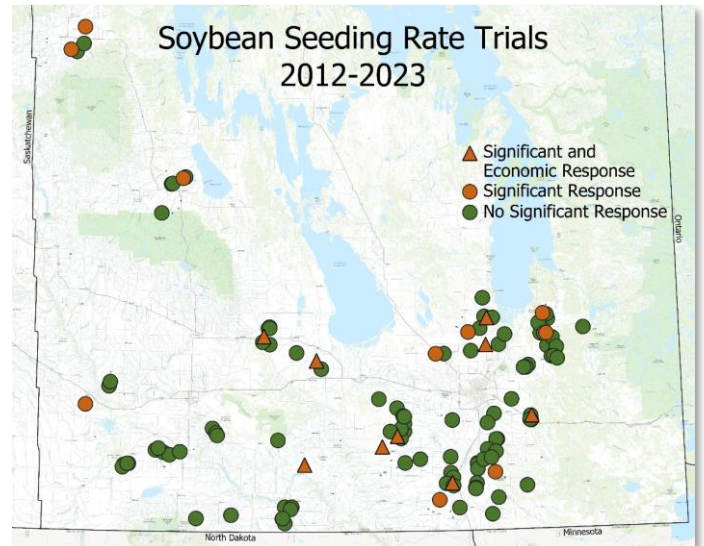 Soybean Seeding Rate Trials
2012-2023
Saskatchewan
Significant and
Economic Response
Significant Response
No Significant Response
Ontario
North Dakota
Minnesota